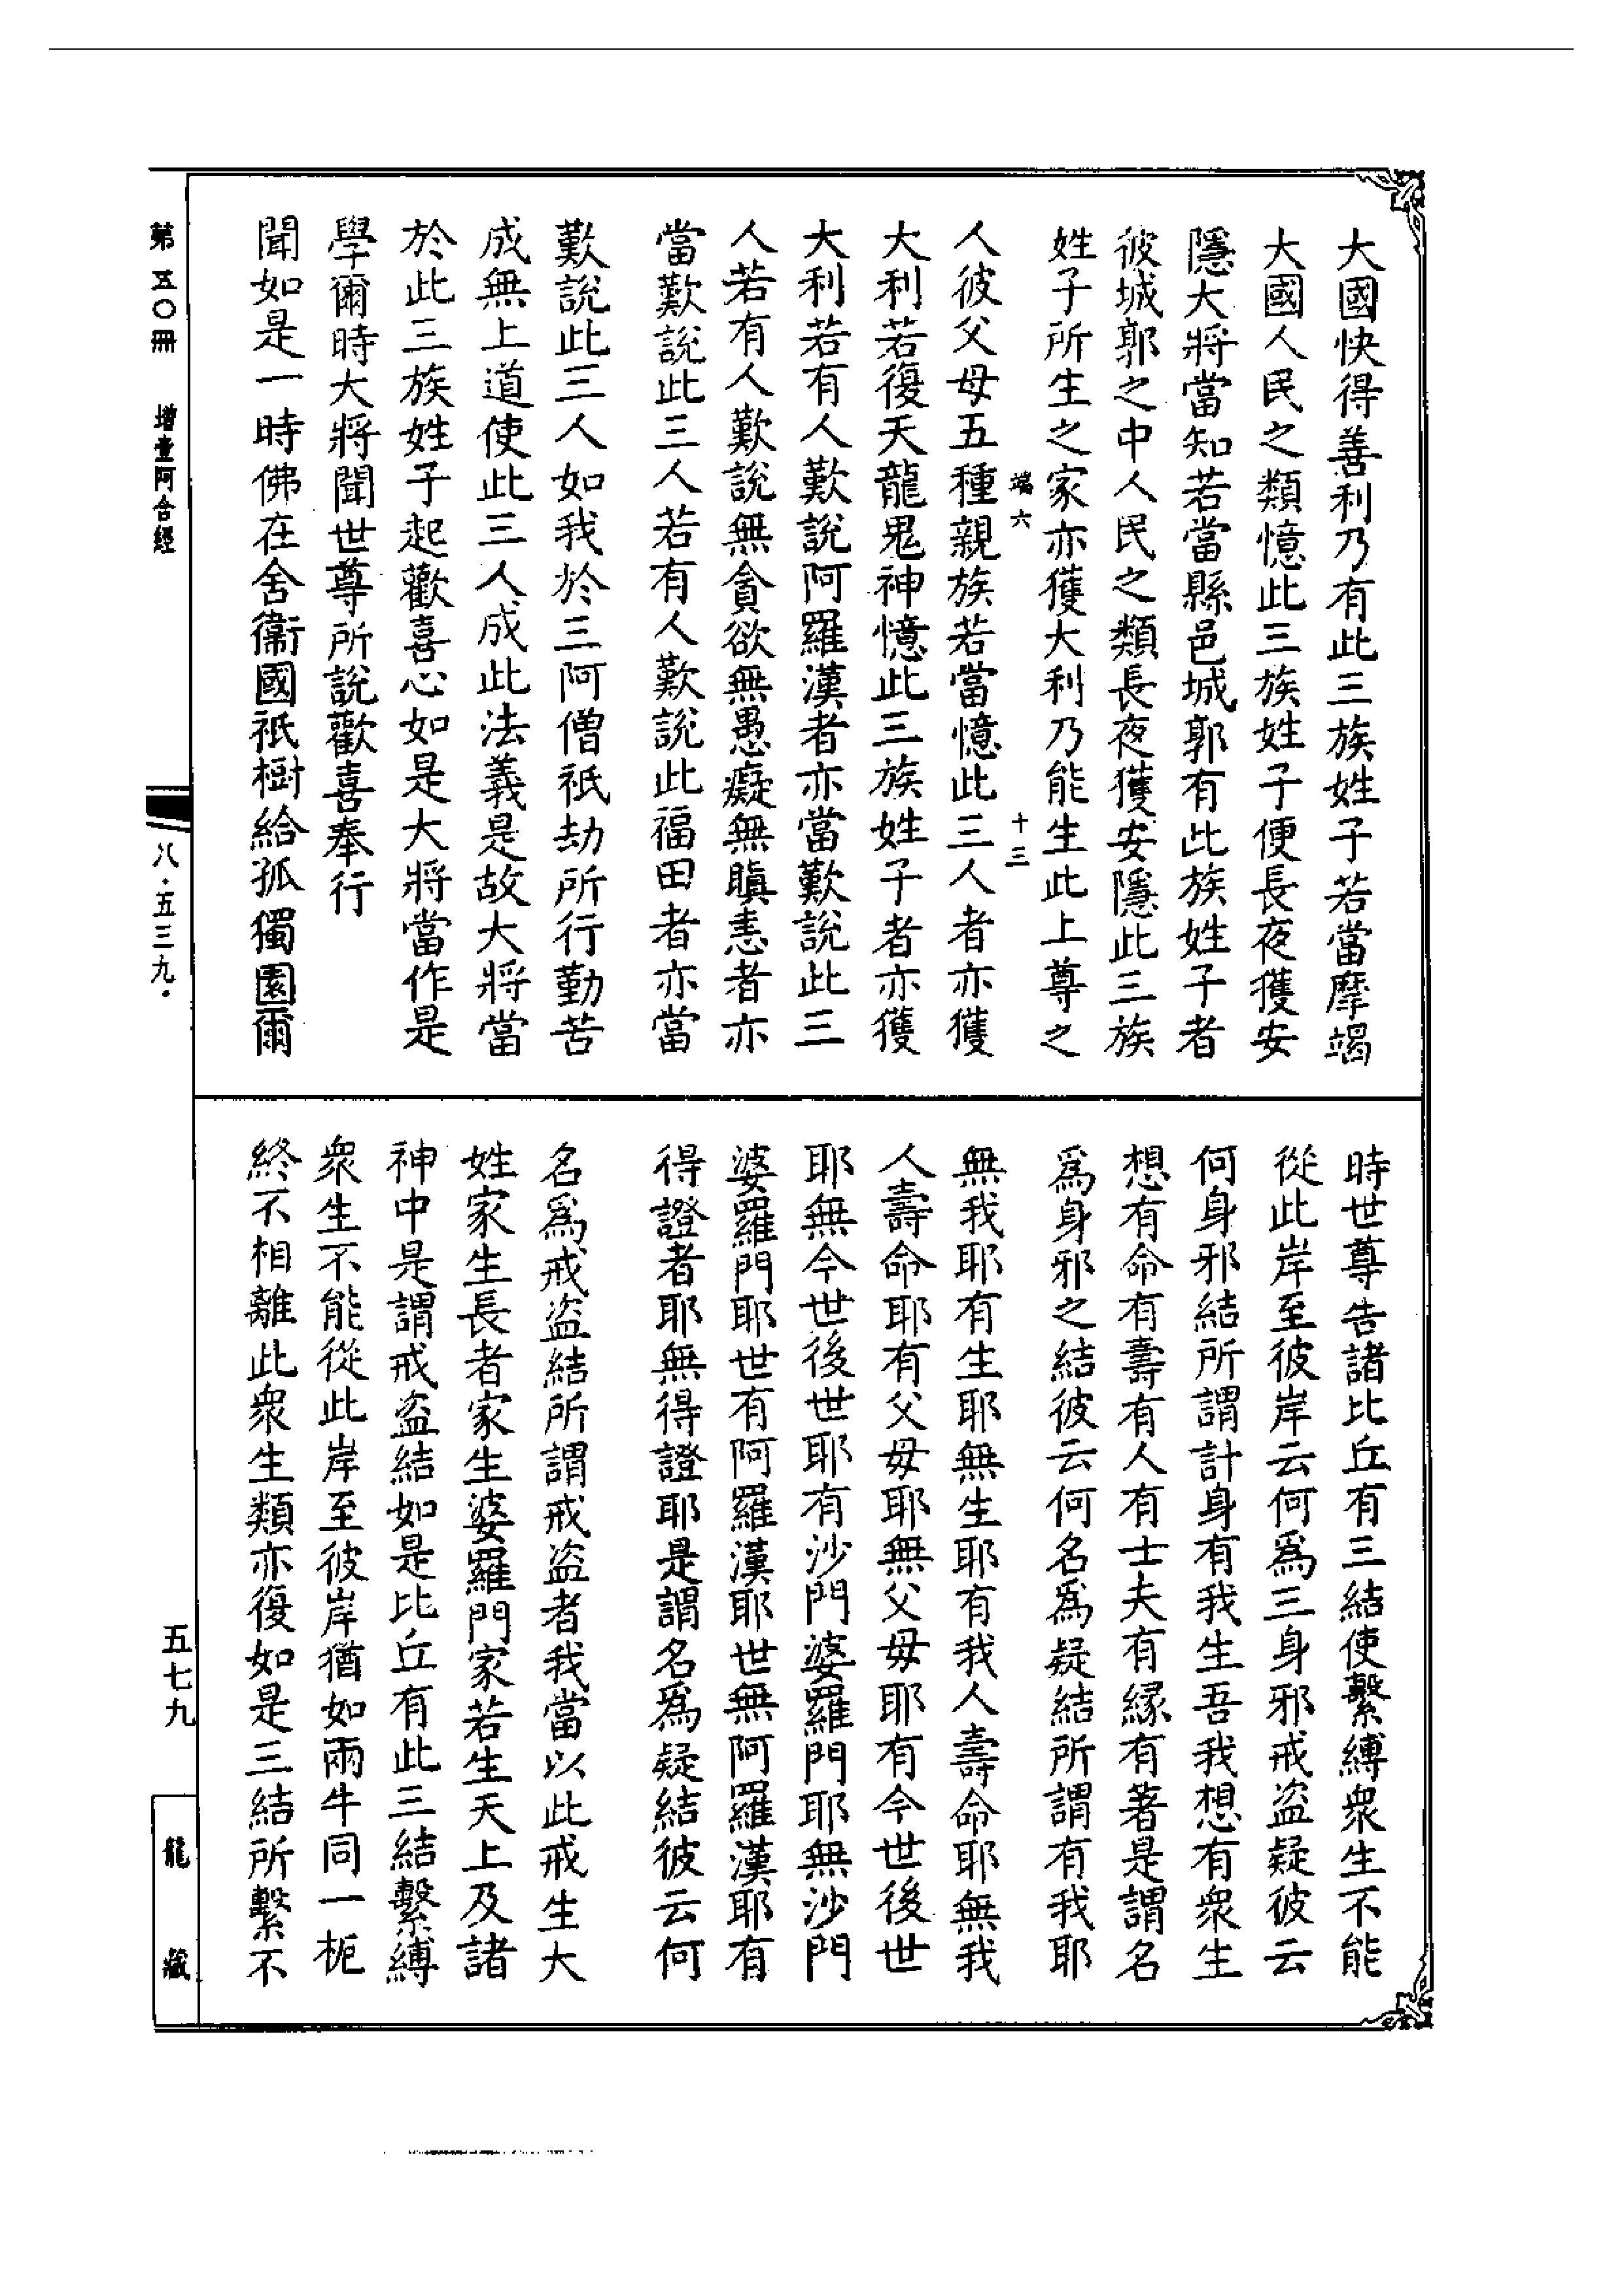 大國快得善利乃有此三族姓子若當摩竭
大國人民之類憶此三族姓子便長夜獲安
隱大將當知若當縣邑城郭有此族姓子者
彼城郭之中人民之類長夜獲安隱此三族
姓子所生之家亦獲大利乃能生此上尊之
端六
十三
人彼父母五種親族若當憶此三人者亦獲
大利若復天龍鬼神憶此三族姓子者亦獲
大利若有人歎說阿羅漢者亦當歎說此三
人若有人歎說無貪欲無愚癡無瞋恚者亦
當歎說此三人若有人歎說此福田者亦當
歎說此三人如我於三阿僧祇劫所行勤苦
成無上道使此三人成此法義是故大將當
於此三族姓子起歡喜心如是大將當作是
學爾時大將聞世尊所說歡喜奉行
聞如是一時佛在舍衞國祇樹給孤獨園爾
時世尊告諸比丘有三結使繫縛衆生不能
從此岸至彼岸云何爲三身邪戒盗疑彼云
何身邪結所謂計身有我生吾我想有衆生
想有命有壽有人有士夫有緣有著是謂名
爲身邪之結彼云何名爲疑結所謂有我耶
無我耶有生耶無生耶有我人壽命耶無我
人壽命耶有父母耶無父母耶有今世後世
耶無今世後世耶有沙門婆羅門耶無沙門
婆羅門耶世有阿羅漢耶世無阿羅漢耶有
得證者耶無得證耶是謂名爲疑結彼云何
名爲戒盗結所謂戒盗者我當以此戒生大
姓家生長者家生婆羅門家若生天上及諸
神中是謂戒盗結如是比丘有此三結繫縛
衆生不能從此岸至彼岸猶如兩牛同一枙
終不相離此衆生類亦復如是三結所繫不
第五〇冊 增壹阿含經
八·五三九·
五七九
龍藏